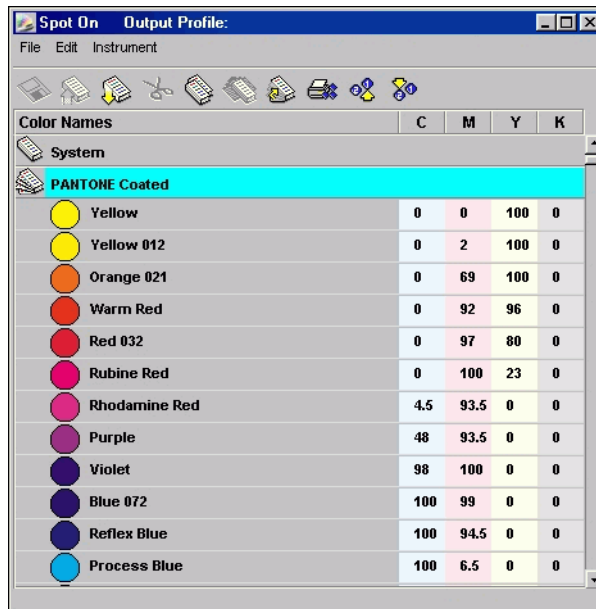 Spot On Output Profile:
File Edit Instrument
Color Names C M Y K
System
PANTONE Coated
Yellow 0 0 100 0
Yellow 012 0 2 100 0
Orange 021 0 69 100 0
Warm Red 0 92 96 0
Red 032 0 97 80 0
Rubine Red 0 100 23 0
Rhodamine Red 4.5 93.5 0 0
Purple 48 93.5 0 0
Violet 98 100 0 0
Blue 072 100 99 0 0
Reflex Blue 100 94.5 0 0
Process Blue 100 6.5 0 0